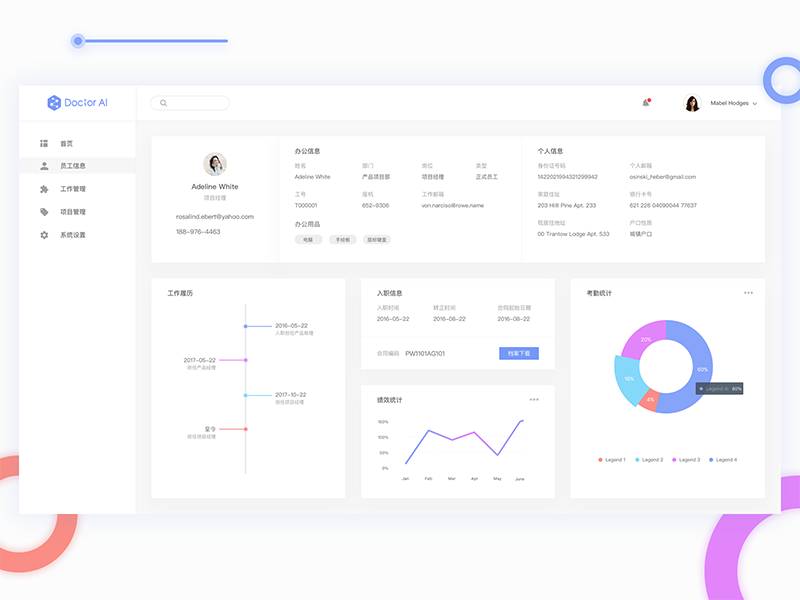 Doctor AI
Mabel Hodges
首页
员工信息
工作管理
项目管理
系统设置
Adeline White
项目经理
rosalind.ebert@yahoo.com
188-976-4463
办公信息
姓名 部门 岗位 类型
Adeline White 产品项目部 项目经理 正式员工
工号 座机 工作邮箱
T000001 652-9306 von.narciso@rowe.name
办公用品
电脑 手绘板 鼠标键盘
个人信息
身份证号码 个人邮箱
1422021994321299942 osinski_heber@gmail.com
家庭住址 银行卡号
203 Hill Pine Apt. 233 621 226 04090044 77637
现居住地址 户口性质
00 Trantow Lodge Apt. 533 城镇户口
工作履历
2016-05-22
入职担任产品助理
2017-05-22
担任产品经理
2017-10-22
担任项目经理
至今
担任项目经理
入职信息
入职时间 转正时间 合同起始日期
2016-05-22 2016-06-22 2016-08-22
合同编码 PW1101AG101 档案下载
绩效统计
150%
100%
50%
0%
Jan Feb Mar Apr May June
考勤统计
20%
60%
16%
4%
Legend 4 60%
Legend 1 Legend 2 Legend 3 Legend 4